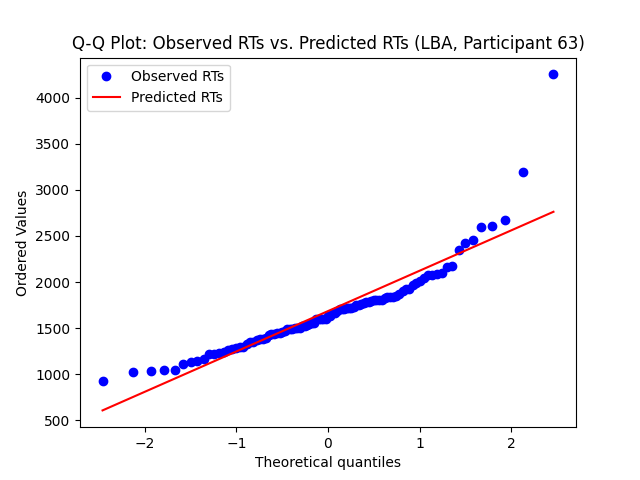 Q-Q Plot: Observed RTs vs. Predicted RTs (LBA, Participant 63)
Observed RTs
Predicted RTs
Ordered Values
4000
3500
3000
2500
2000
1500
1000
500
−2
−1
0
1
2
Theoretical quantiles